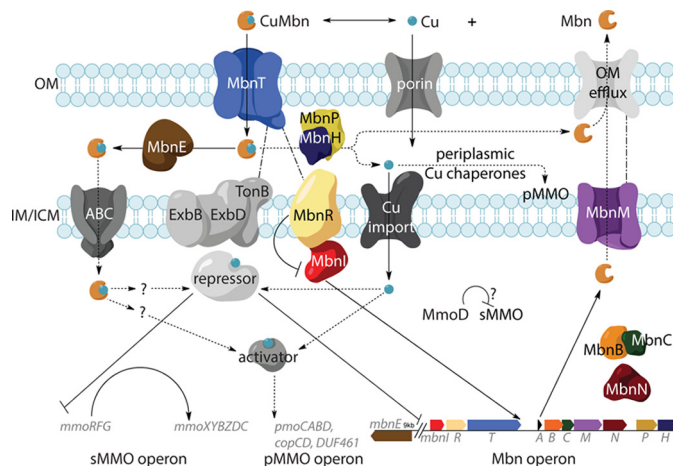 CuMbn
Cu
+
Mbn
OM
MbnT
porin
OM
efflux
MbnP
MbnH
MbnE
periplasmic
Cu chaperones
pMMO
TonB
ExbB
ExbD
IM/ICM
ABC
MbnR
Cu
import
MbnM
MbnI
repressor
?
?
?
MmoD
sMMO
MbnB
MbnC
MbnN
activator
mmoRFG
mmoXYBZDC
pmoCABD,
copCD, DUF461
mbnE
9kb
mbnI R T A B C M N P H
sMMO operon
pMMO operon
Mbn operon